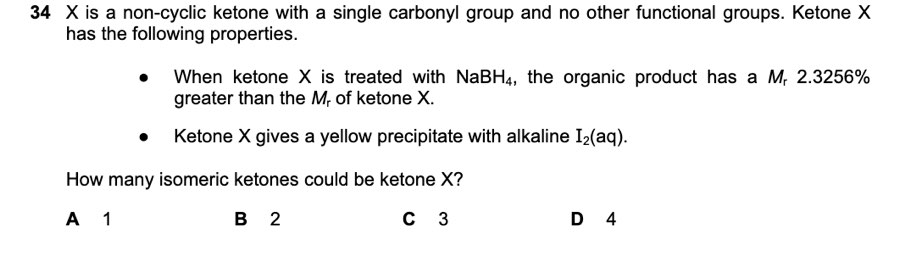 34 X is a non-cyclic ketone with a single carbonyl group and no other functional groups. Ketone X
has the following properties.
● When ketone X is treated with NaBH₄, the organic product has a Mᵣ 2.3256%
greater than the Mᵣ of ketone X.
● Ketone X gives a yellow precipitate with alkaline I₂(aq).
How many isomeric ketones could be ketone X?
A 1 B 2 C 3 D 4